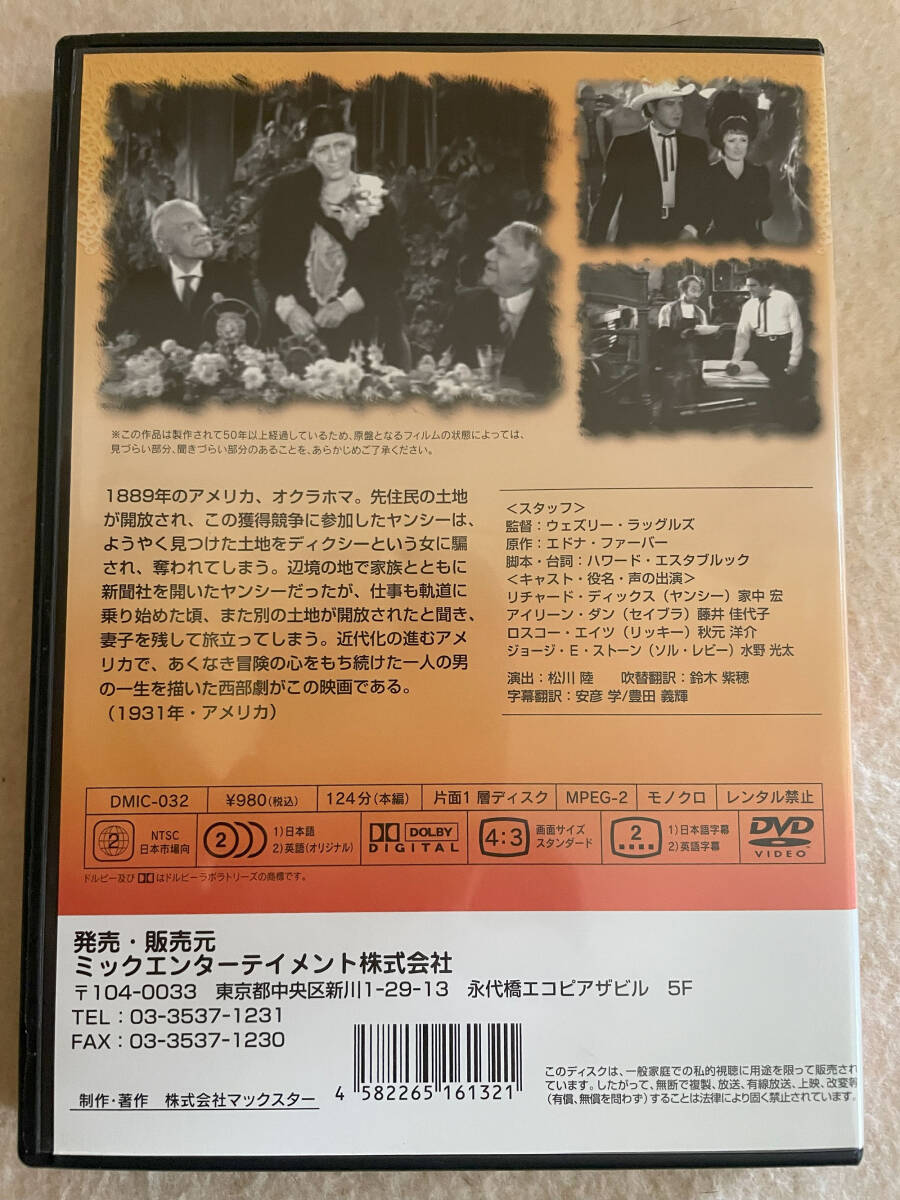 ※この作品は製作されて50年以上経過しているため、原盤となるフィルムの状態によっては、
見づらい部分、聞きづらい部分のあることを、あらかじめご了承ください。
1889年のアメリカ、オクラホマ。先住民の土地
が開放され、この獲得競争に参加したヤンシーは、
ようやく見つけた土地をディクシーという女に騙
され、奪われてしまう。辺境の地で家族とともに
新聞社を開いたヤンシーだったが、仕事も軌道に
乗り始めた頃、また別の土地が開放されたと聞き、
妻子を残して旅立ってしまう。近代化の進むアメ
リカで、あくなき冒険の心をもち続けた一人の男
の一生を描いた西部劇がこの映画である。
（1931年・アメリカ）
＜スタッフ＞
監督：ウェズリー・ラッグルズ
原作：エドナ・ファーバー
脚本・台詞：ハワード・エスタブルック
＜キャスト・役名・声の出演＞
リチャード・ディックス（ヤンシー）家中 宏
アイリーン・ダン（セイブラ）藤井 佳代子
ロスコー・エイツ（リッキー）秋元 洋介
ジョージ・E・ストーン（ソル・レビー）水野 光太
演出：松川 陸　吹替翻訳：鈴木 紫穂
字幕翻訳：安彦 学/豊田 義輝
DMIC-032 ¥980(税込) 124分(本編) 片面1層ディスク MPEG-2 モノクロ レンタル禁止
2 NTSC 日本市場向
2 1)日本語 2)英語(オリジナル)
DOLBY DIGITAL
4:3 画面サイズ スタンダード
2 1)日本語字幕 2)英語字幕
DVD VIDEO
ドルビー及びはドルビーラボラトリーズの商標です。
発売・販売元
ミックエンターテイメント株式会社
〒104-0033　東京都中央区新川1-29-13　永代橋エコピアザビル　5F
TEL：03-3537-1231
FAX：03-3537-1230
制作・著作　株式会社マックスター
4 582265 161321
このディスクは、一般家庭での私的視聴に用途を限って販売され
ています。したがって、無断で複製、放送、有線放送、上映、改変等
(有償、無償を問わず)することは法律により固く禁止されています。